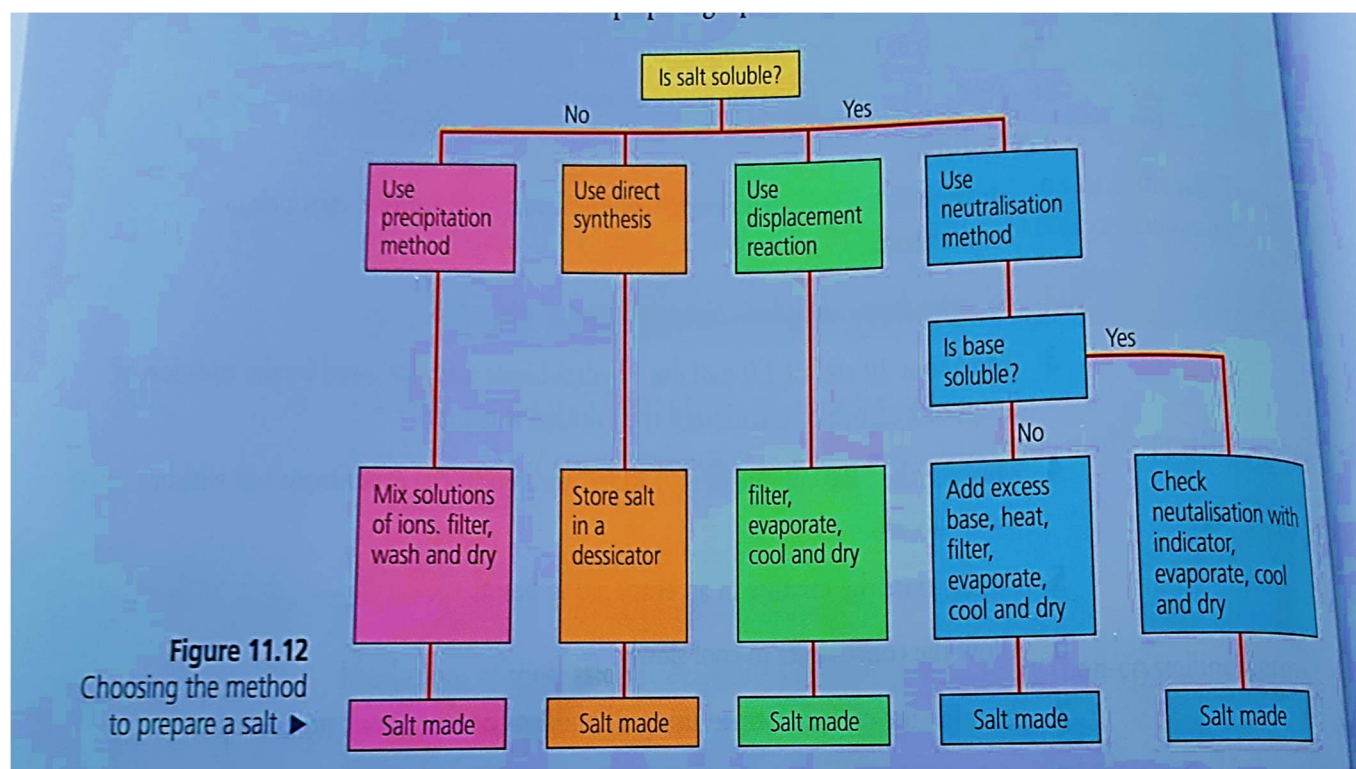 Is salt soluble?
No
Yes
Use
precipitation
method
Use direct
synthesis
Use
displacement
reaction
Use
neutralisation
method
Is base
soluble?
Yes
No
Mix solutions
of ions. filter,
wash and dry
Store salt
in a
dessicator
filter,
evaporate,
cool and dry
Add excess
base, heat,
filter,
evaporate,
cool and dry
Check
neutalisation with
indicator,
evaporate, cool
and dry
Figure 11.12
Choosing the method
to prepare a salt ▶
Salt made
Salt made
Salt made
Salt made
Salt made